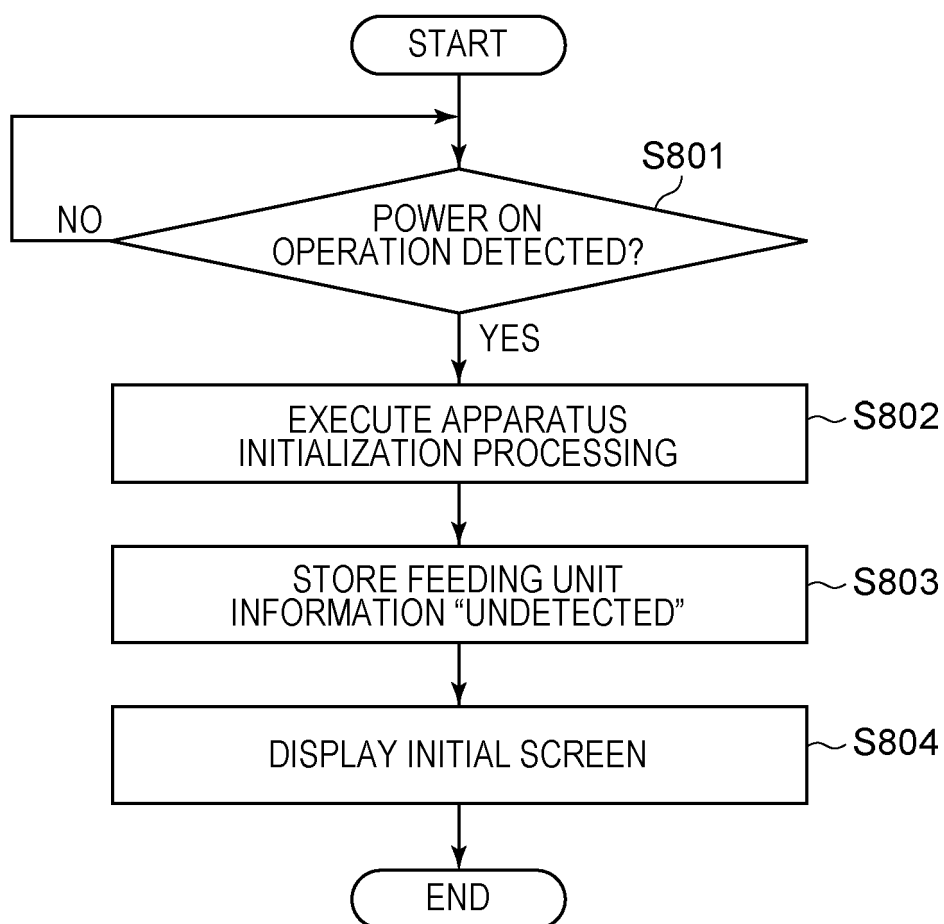 START
S801
POWER ON
OPERATION DETECTED?
NO
YES
EXECUTE APPARATUS
INITIALIZATION PROCESSING
S802
STORE FEEDING UNIT
INFORMATION “UNDETECTED”
S803
DISPLAY INITIAL SCREEN
S804
END